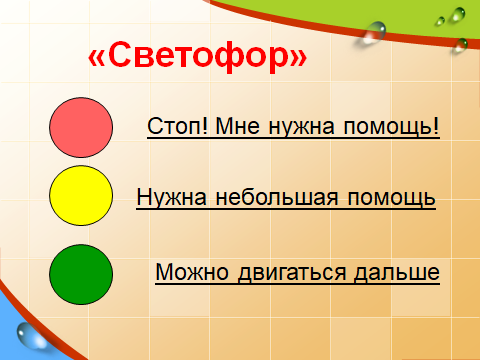 «Светофор»
Стоп! Мне нужна помощь!
Нужна небольшая помощь
Можно двигаться дальше